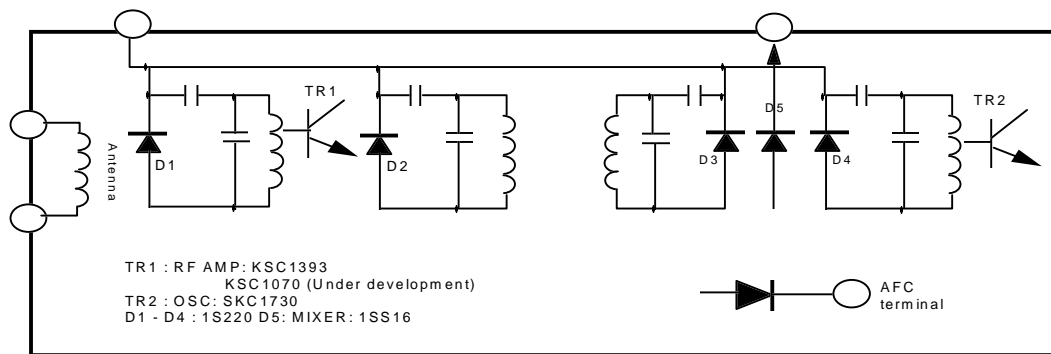 TR1
D5
TR2
D1
D2
D3
D4
Antenna
TR1 : RF AMP: KSC1393
KSC1070 (Under development)
TR2 : OSC: SKC1730
D1 - D4 : 1S220 D5: MIXER: 1SS16
AFC
terminal